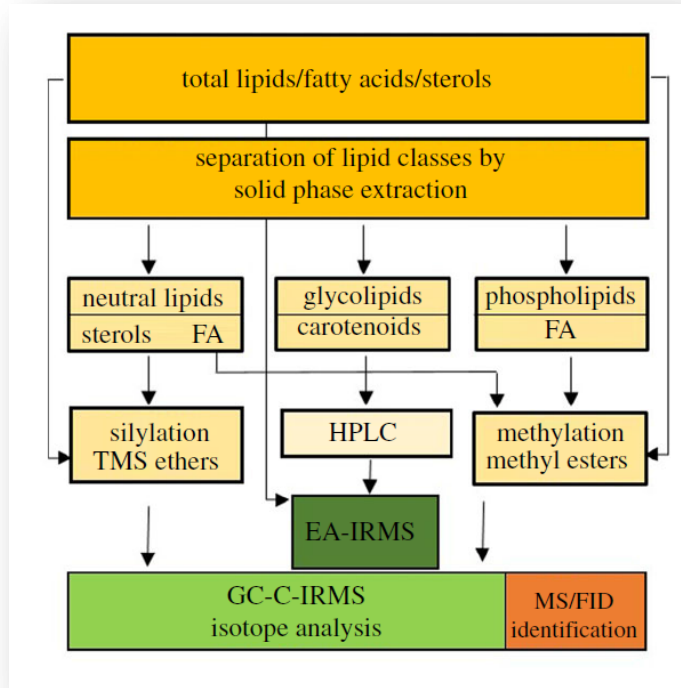 total lipids/fatty acids/sterols
separation of lipid classes by
solid phase extraction
neutral lipids
sterols FA
glycolipids
carotenoids
phospholipids
FA
silylation
TMS ethers
HPLC
methylation
methyl esters
EA-IRMS
GC-C-IRMS
isotope analysis
MS/FID
identification